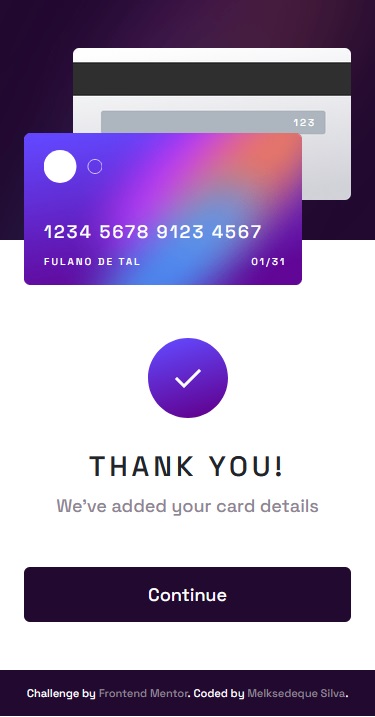 123
1234 5678 9123 4567
FULANO DE TAL 01/31
THANK YOU!
We've added your card details
Continue
Challenge by Frontend Mentor. Coded by Melksedeque Silva.